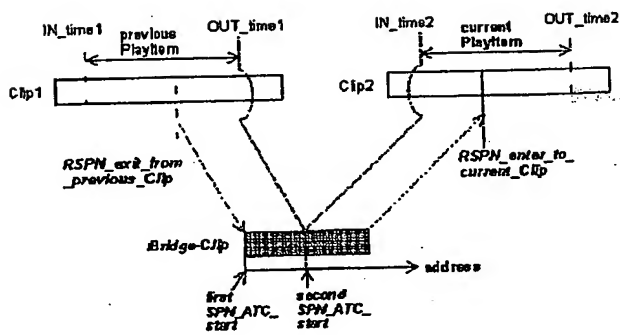 IN_time1
previous
PlayItem
OUT_time1
IN_time2
current
PlayItem
OUT_time2
Clip1
Clip2
RSPN_exit_from
_previous_Clip
RSPN_enter_to_
current_Clip
Bridge-Clip
address
first
SPN_ATC_
start
second
SPN_ATC_
start